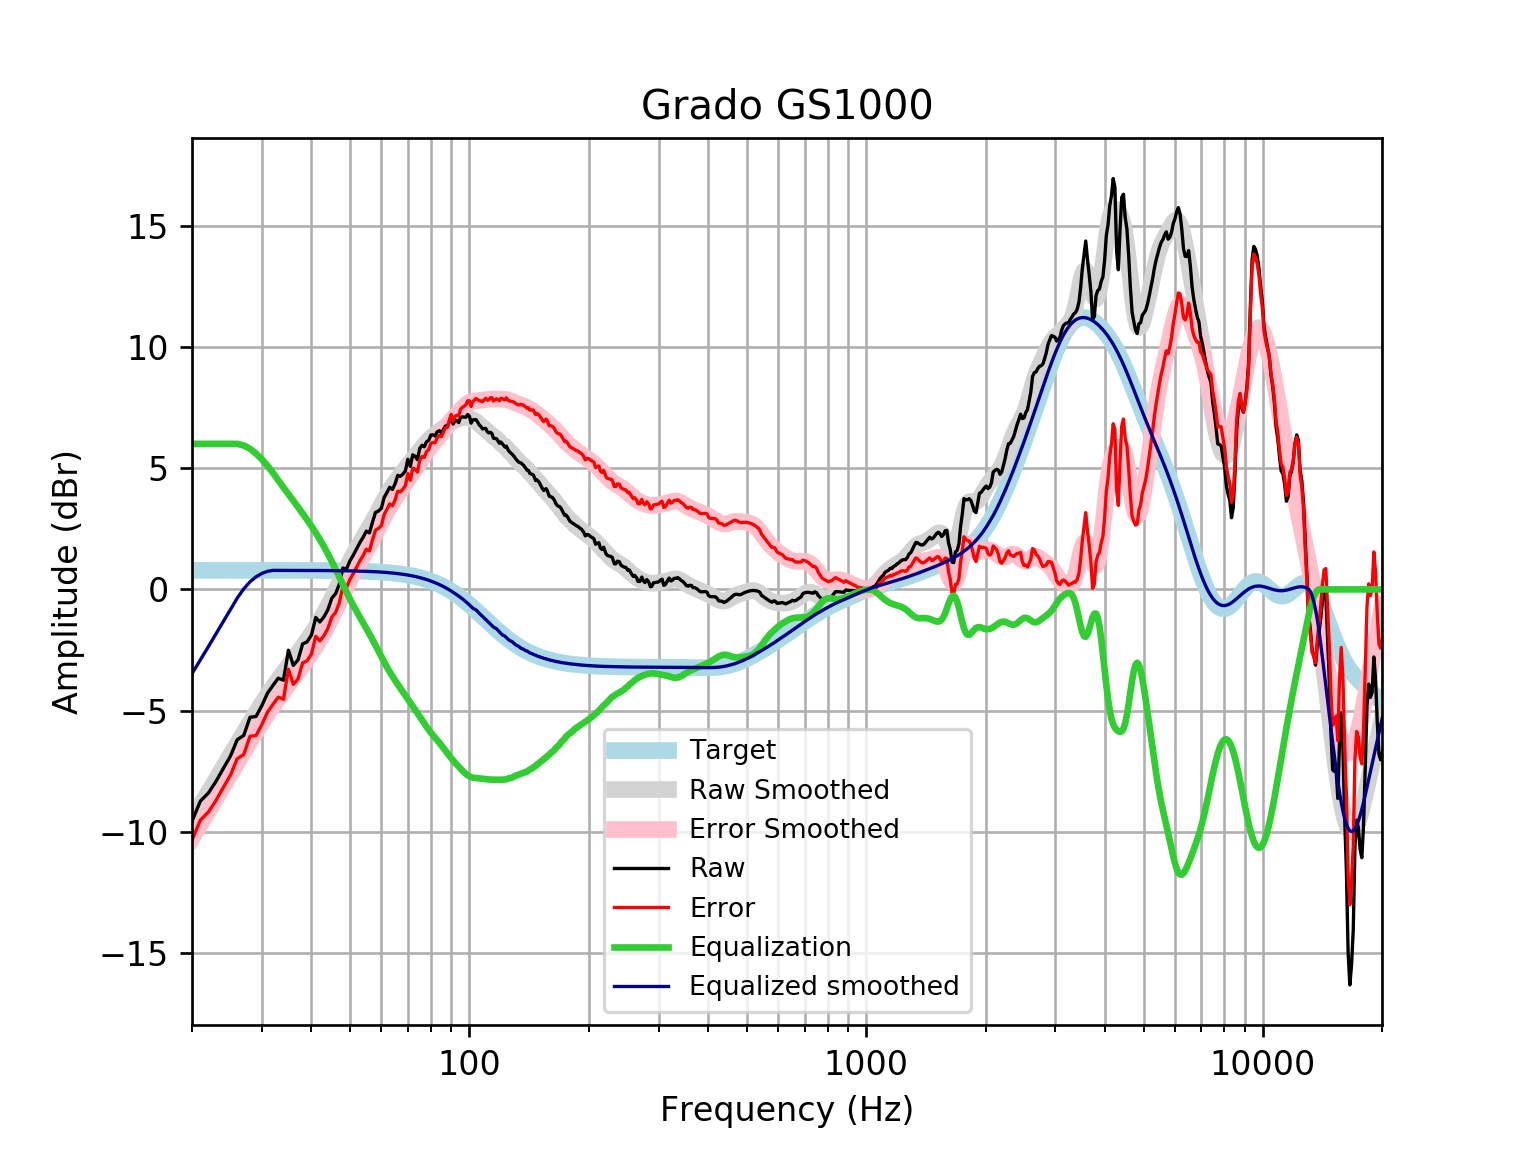 Grado GS1000
Amplitude (dBr)
15
10
5
0
−5
−10
−15
Target
Raw Smoothed
Error Smoothed
Raw
Error
Equalization
Equalized smoothed
100
1000
10000
Frequency (Hz)